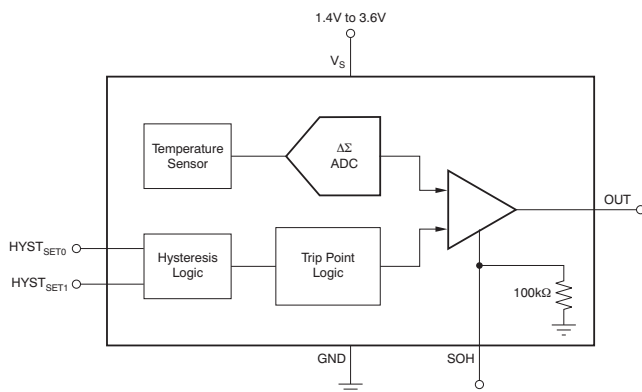 1.4V to 3.6V
VS
Temperature
Sensor
ΔΣ
ADC
OUT
HYSTSET0
HYSTSET1
Hysteresis
Logic
Trip Point
Logic
100kΩ
GND
SOH